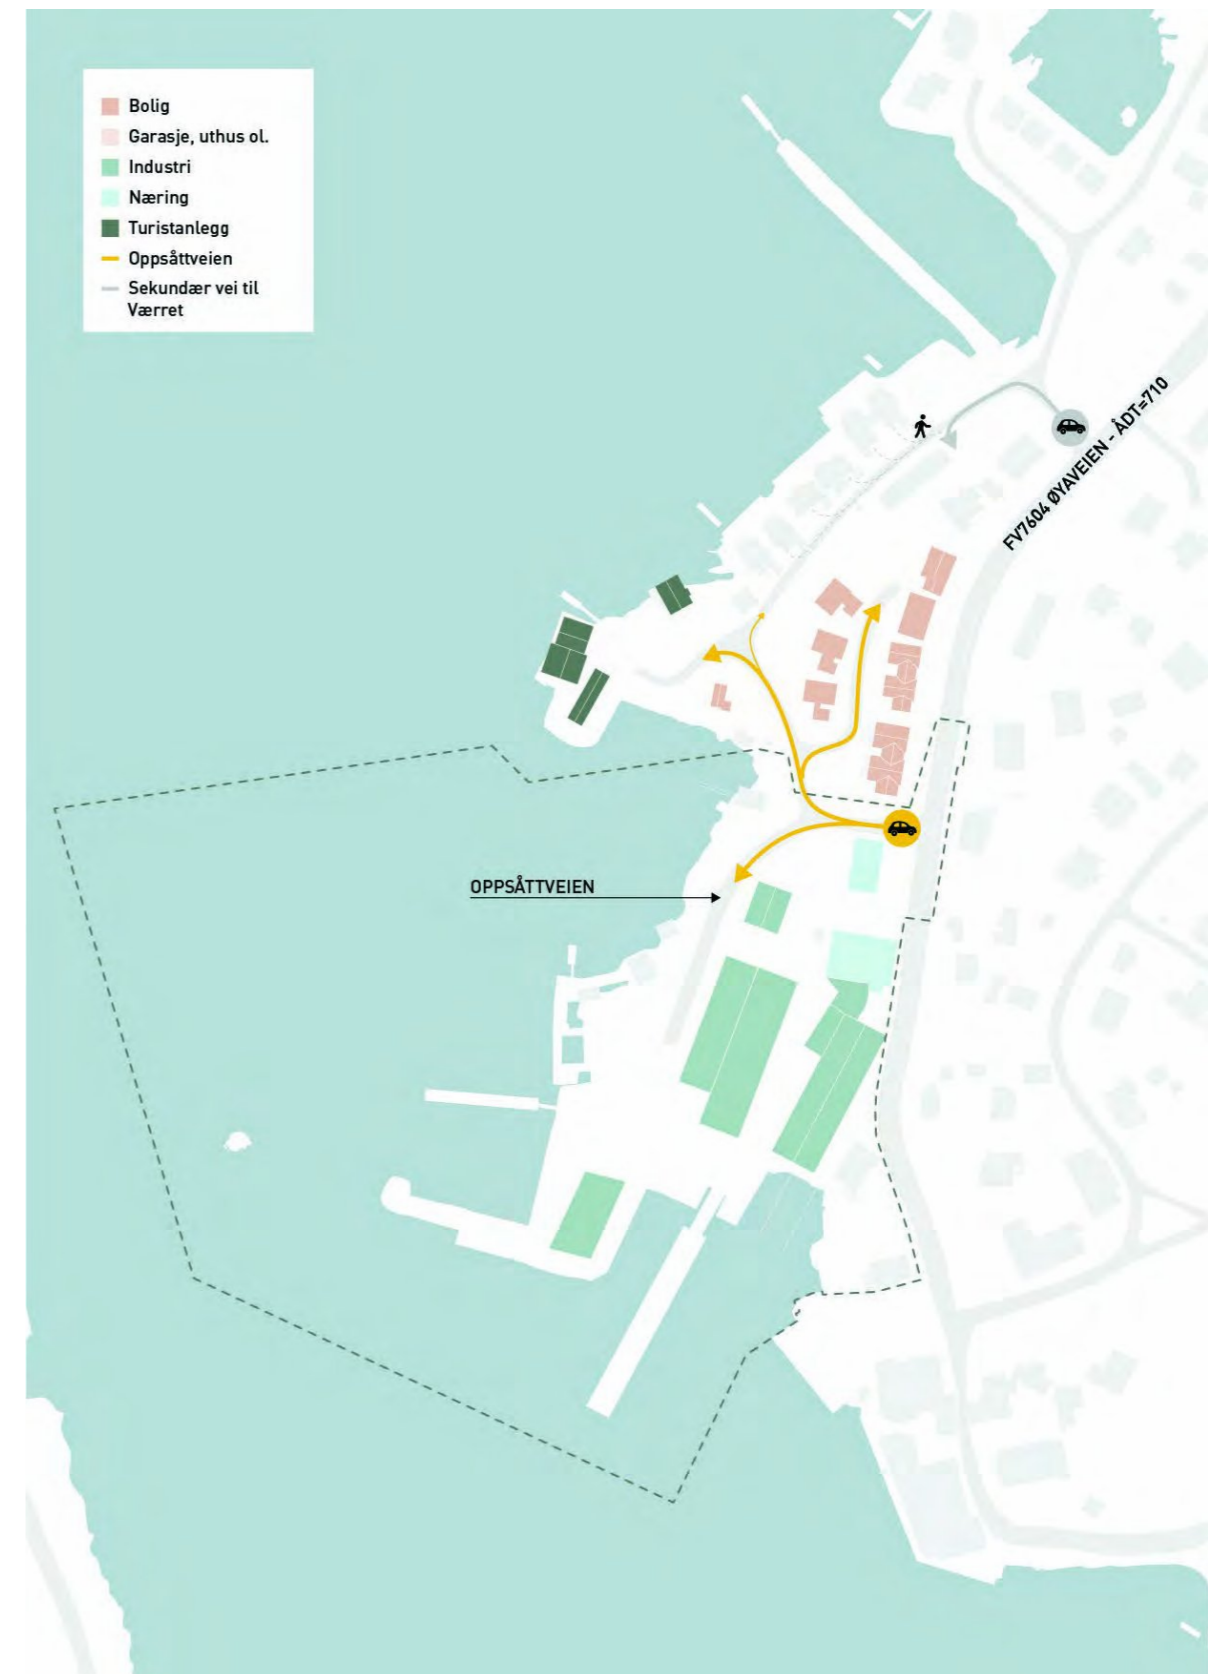 Bolig
Garasje, uthus ol.
Industri
Næring
Turistanlegg
Oppsåttveien
Sekundær vei til
Værret
FV7604 ØYAVEIEN - ÅDT=710
OPPSÅTTVEIEN